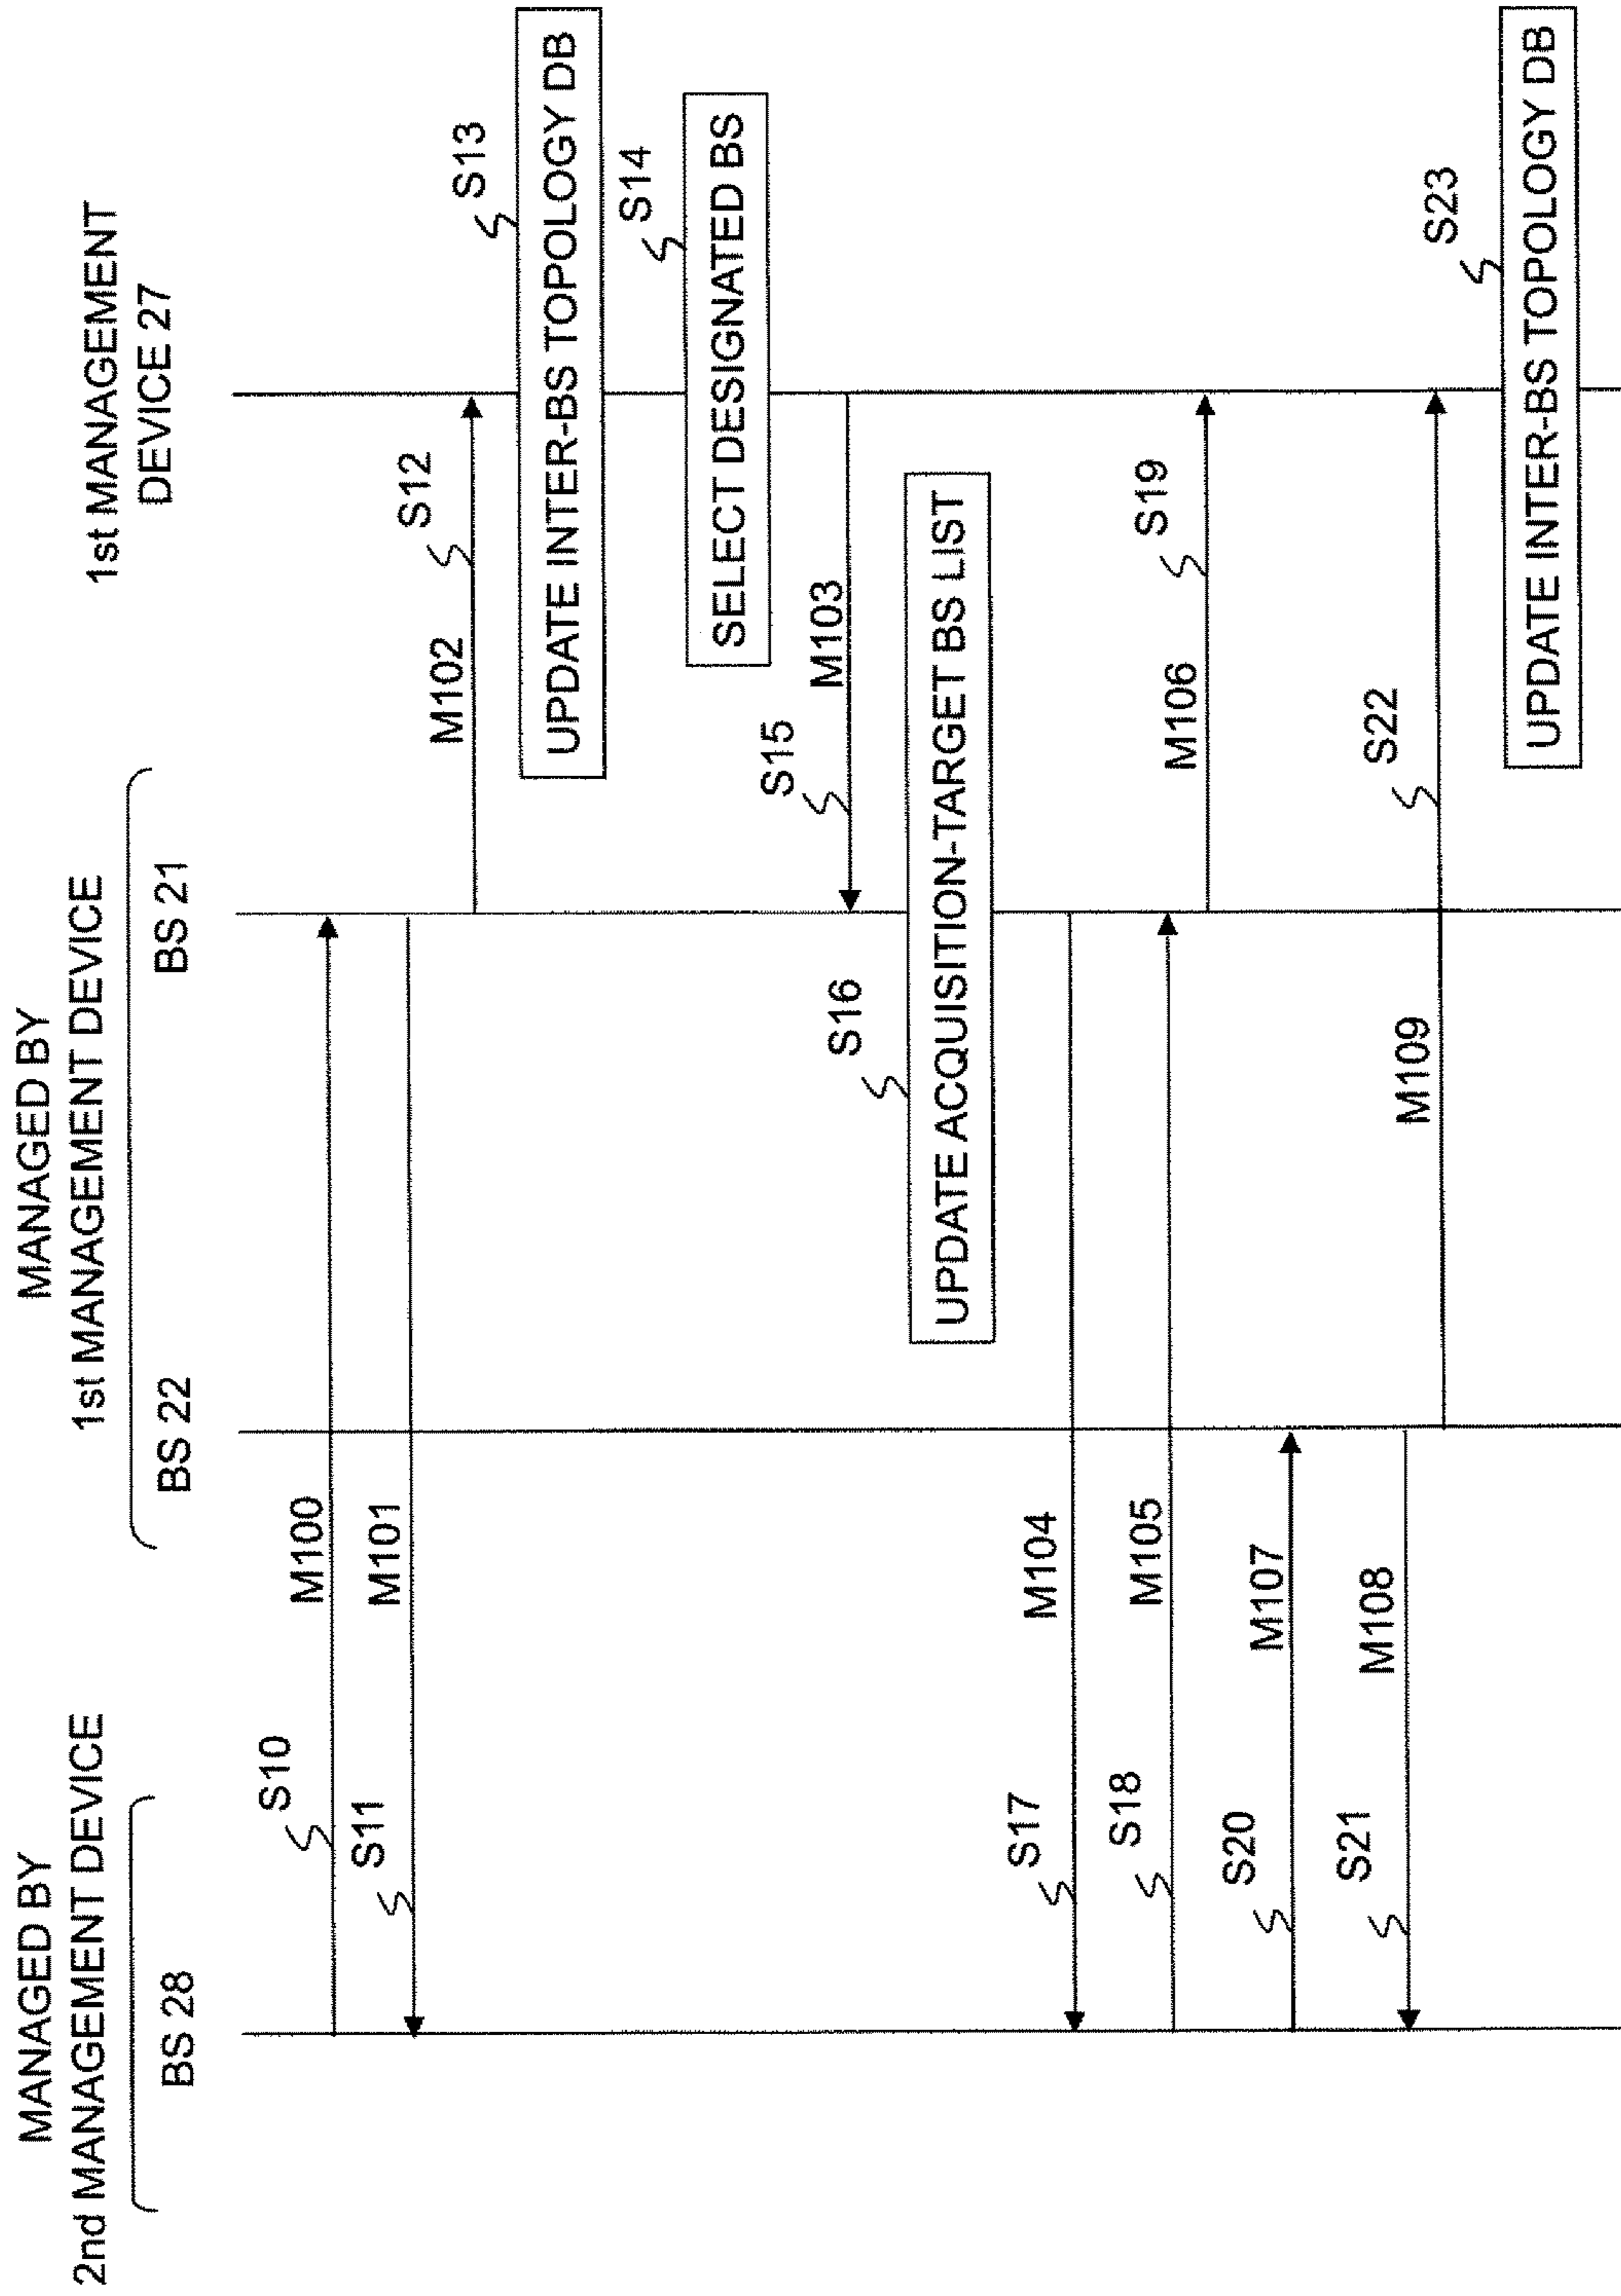 MANAGED BY
2nd MANAGEMENT DEVICE
BS 28
MANAGED BY
1st MANAGEMENT DEVICE
BS 22
BS 21
1st MANAGEMENT
DEVICE 27
S10
M100
S11
M101
M102
S12
S13
UPDATE INTER-BS TOPOLOGY DB
S14
SELECT DESIGNATED BS
S15
M103
S16
UPDATE ACQUISITION-TARGET BS LIST
S17
M104
S18
M105
M106
S19
S20
M107
S21
M108
M109
S22
S23
UPDATE INTER-BS TOPOLOGY DB